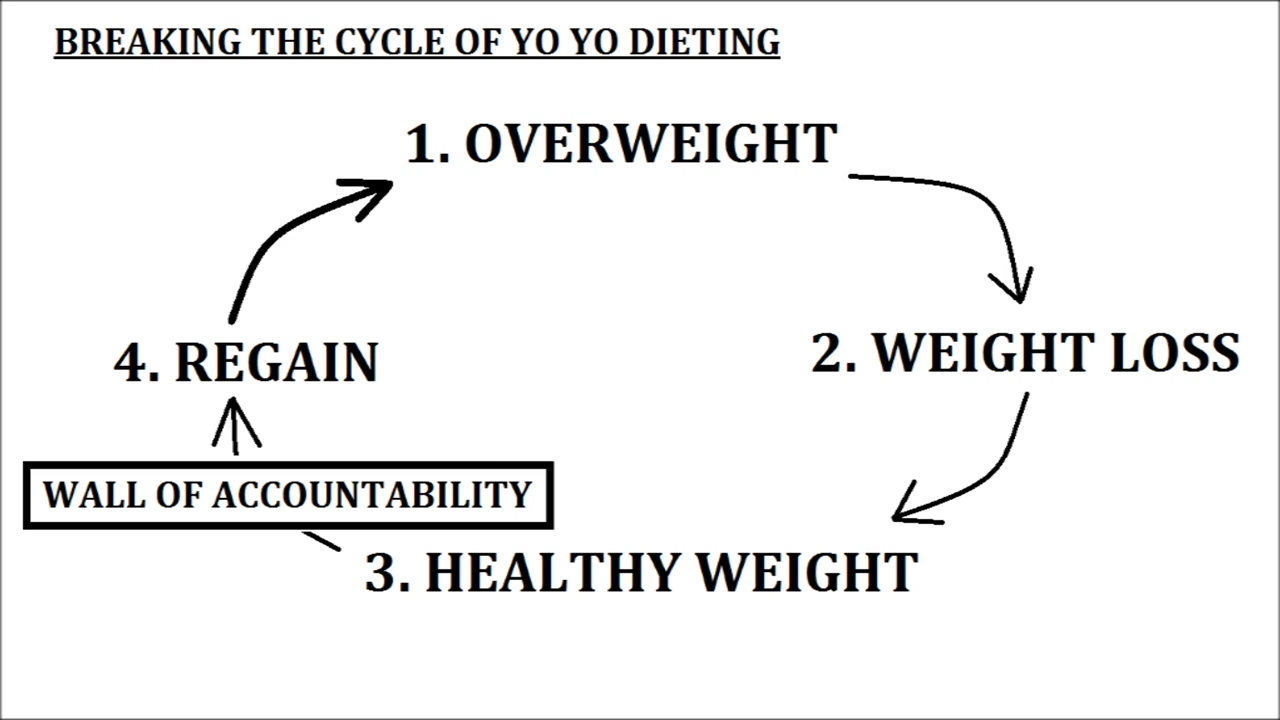 BREAKING THE CYCLE OF YO YO DIETING
1. OVERWEIGHT
2. WEIGHT LOSS
4. REGAIN
WALL OF ACCOUNTABILITY
3. HEALTHY WEIGHT